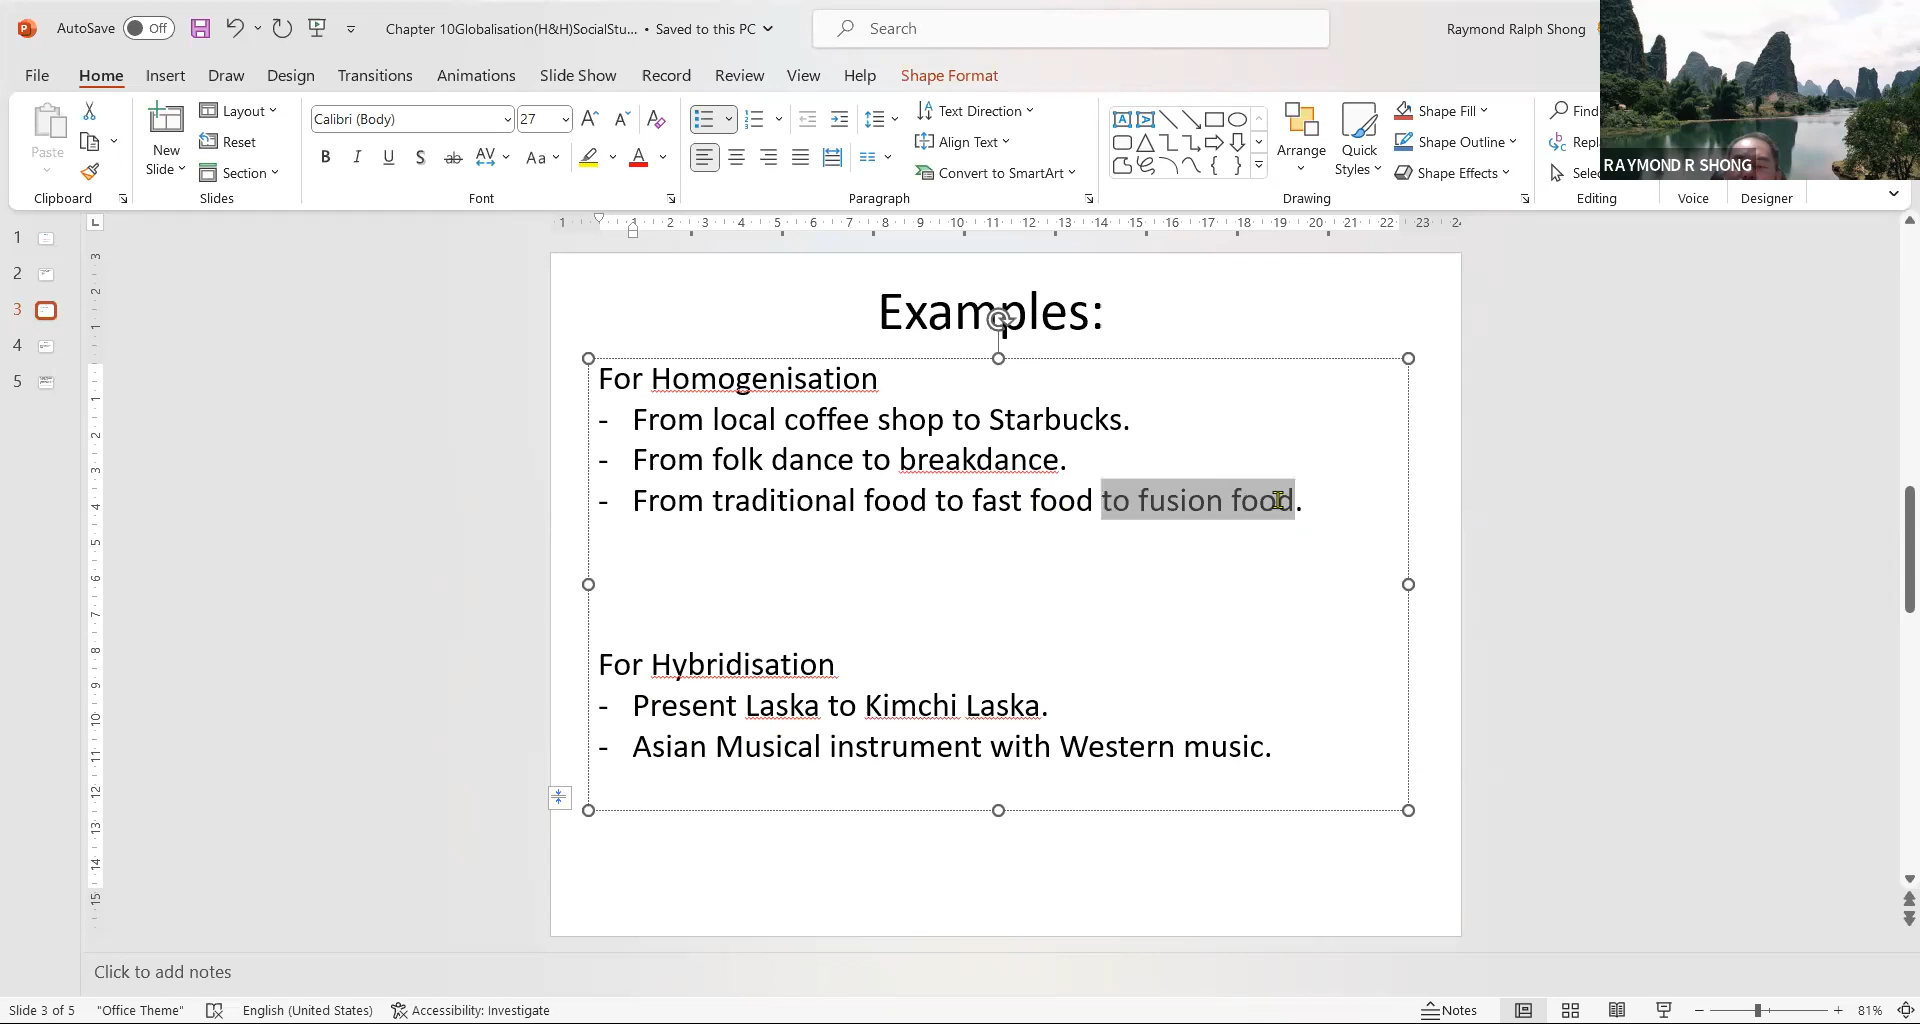 AutoSave Off Chapter 10Globalisation(H&H)SocialStu... • Saved to this PC Search Raymond Ralph Shong
File Home Insert Draw Design Transitions Animations Slide Show Record Review View Help Shape Format
Paste New Slide Layout Reset Section Calibri (Body) 27 Text Direction Align Text Convert to SmartArt Arrange Quick Styles Shape Fill Shape Outline Shape Effects Find
Clipboard Slides Font Paragraph Drawing Editing Voice Designer
RAYMOND R SHONG
1
2
3
4
5
Examples:
For Homogenisation
- From local coffee shop to Starbucks.
- From folk dance to breakdance.
- From traditional food to fast food to fusion food.
For Hybridisation
- Present Laska to Kimchi Laska.
- Asian Musical instrument with Western music.
Click to add notes
Slide 3 of 5 "Office Theme" English (United States) Accessibility: Investigate Notes 81%